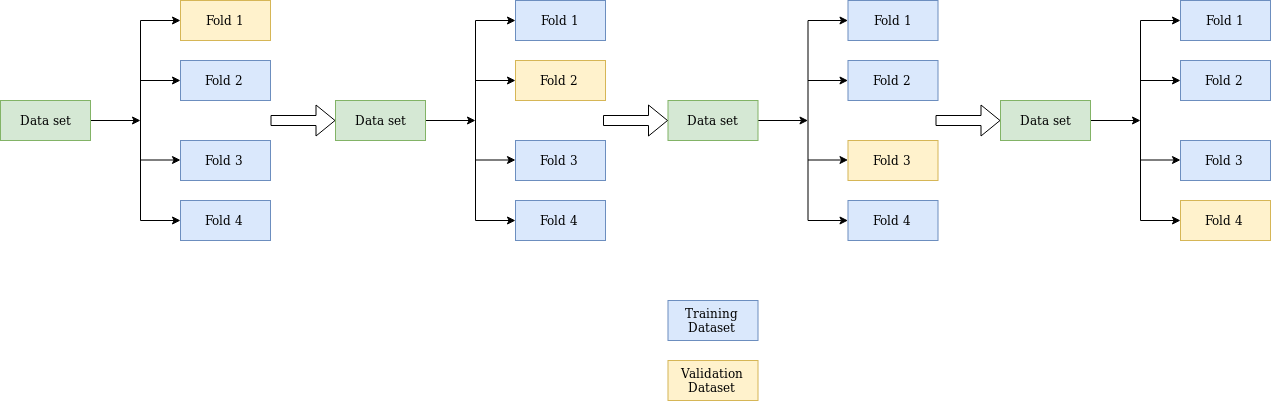 Fold 1
Fold 1
Fold 1
Fold 1
Fold 2
Fold 2
Fold 2
Fold 2
Data set
Data set
Data set
Data set
Fold 3
Fold 3
Fold 3
Fold 3
Fold 4
Fold 4
Fold 4
Fold 4
Training
Dataset
Validation
Dataset